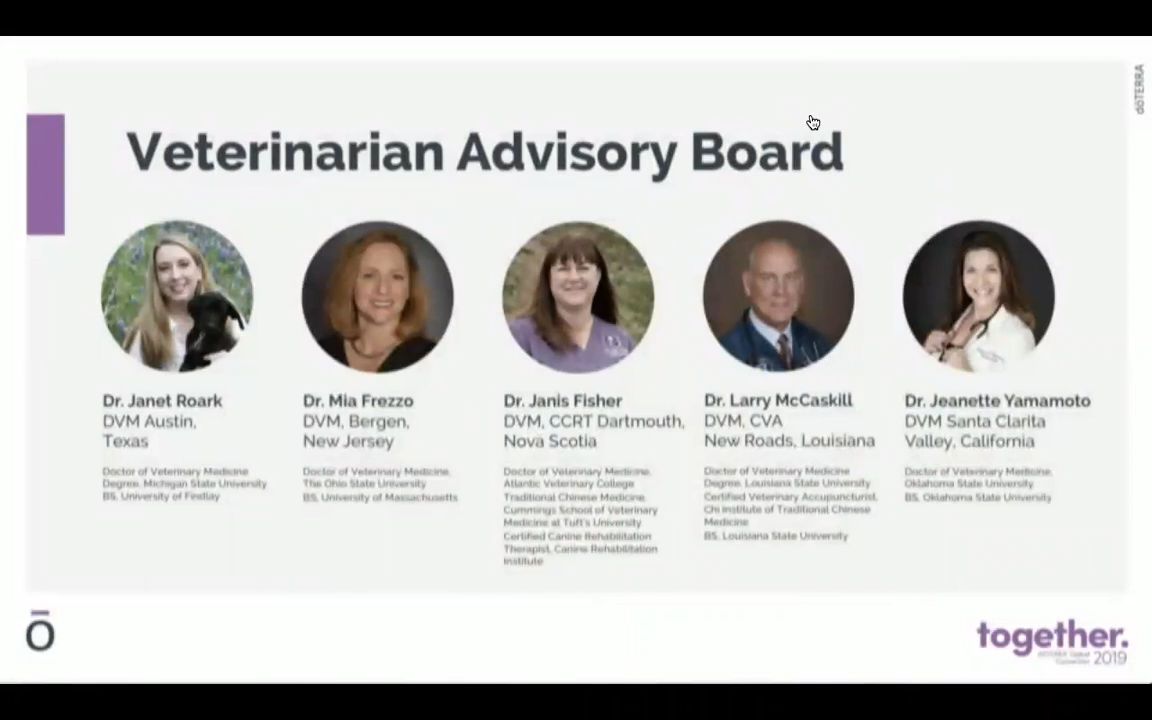 dōTERRA
Veterinarian Advisory Board
Dr. Janet Roark
DVM Austin,
Texas
Doctor of Veterinary Medicine
Degree, Michigan State University
BS, University of Findlay
Dr. Mia Frezzo
DVM, Bergen,
New Jersey
Doctor of Veterinary Medicine,
The Ohio State University
BS, University of Massachusetts
Dr. Janis Fisher
DVM, CCRT Dartmouth,
Nova Scotia
Doctor of Veterinary Medicine,
Atlantic Veterinary College
Traditional Chinese Medicine,
Cummings School of Veterinary
Medicine at Tuft's University
Certified Canine Rehabilitation
Therapist, Canine Rehabilitation
Institute
Dr. Larry McCaskill
DVM, CVA
New Roads, Louisiana
Doctor of Veterinary Medicine
Degree, Louisiana State University
Certified Veterinary Accupuncturist,
Chi Institute of Traditional Chinese
Medicine
BS, Louisiana State University
Dr. Jeanette Yamamoto
DVM Santa Clarita
Valley, California
Doctor of Veterinary Medicine,
Oklahoma State University
BS, Oklahoma State University
Ō
together.
2019